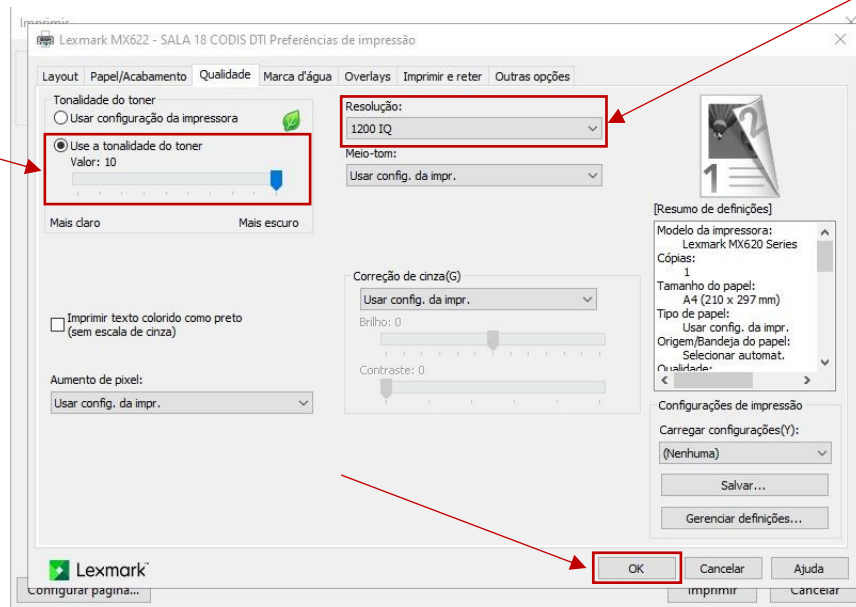 Imprimir
Lexmark MX622 - SALA 18 CODIS DTI Preferências de impressão
Layout Papel/Acabamento Qualidade Marca d'água Overlays Imprimir e reter Outras opções
Tonalidade do toner
Usar configuração da impressora
Use a tonalidade do toner
Valor: 10
Mais claro Mais escuro
Imprimir texto colorido como preto
(sem escala de cinza)
Aumento de pixel:
Usar config. da impr.
Resolução:
1200 IQ
Meio-tom:
Usar config. da impr.
Correção de cinza(G)
Usar config. da impr.
Brilho: 0
Contraste: 0
[Resumo de definições]
Modelo da impressora:
Lexmark MX620 Series
Cópias:
1
Tamanho do papel:
A4 (210 x 297 mm)
Tipo de papel:
Usar config. da impr.
Origem/Bandeja do papel:
Selecionar automat.
Qualidade:
Configurações de impressão
Carregar configurações(Y):
(Nenhuma)
Salvar...
Gerenciar definições...
Lexmark™
OK Cancelar Ajuda
Configurar página... Imprimir Cancelar